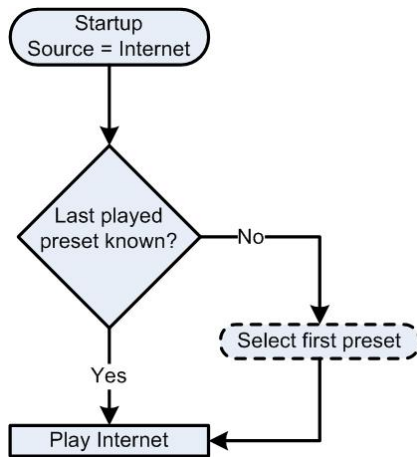 Startup
Source = Internet
Last played
preset known?
No
Select first preset
Yes
Play Internet